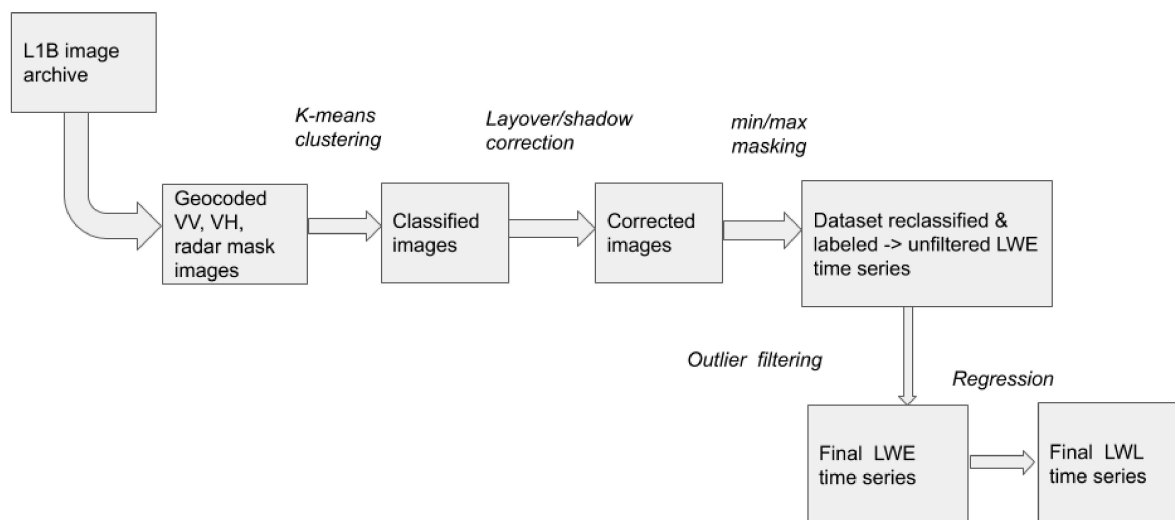 L1B image
archive
K-means
clustering
Layover/shadow
correction
min/max
masking
Geocoded
VV, VH,
radar mask
images
Classified
images
Corrected
images
Dataset reclassified &
labeled -> unfiltered LWE
time series
Outlier filtering
Regression
Final LWE
time series
Final LWL
time series